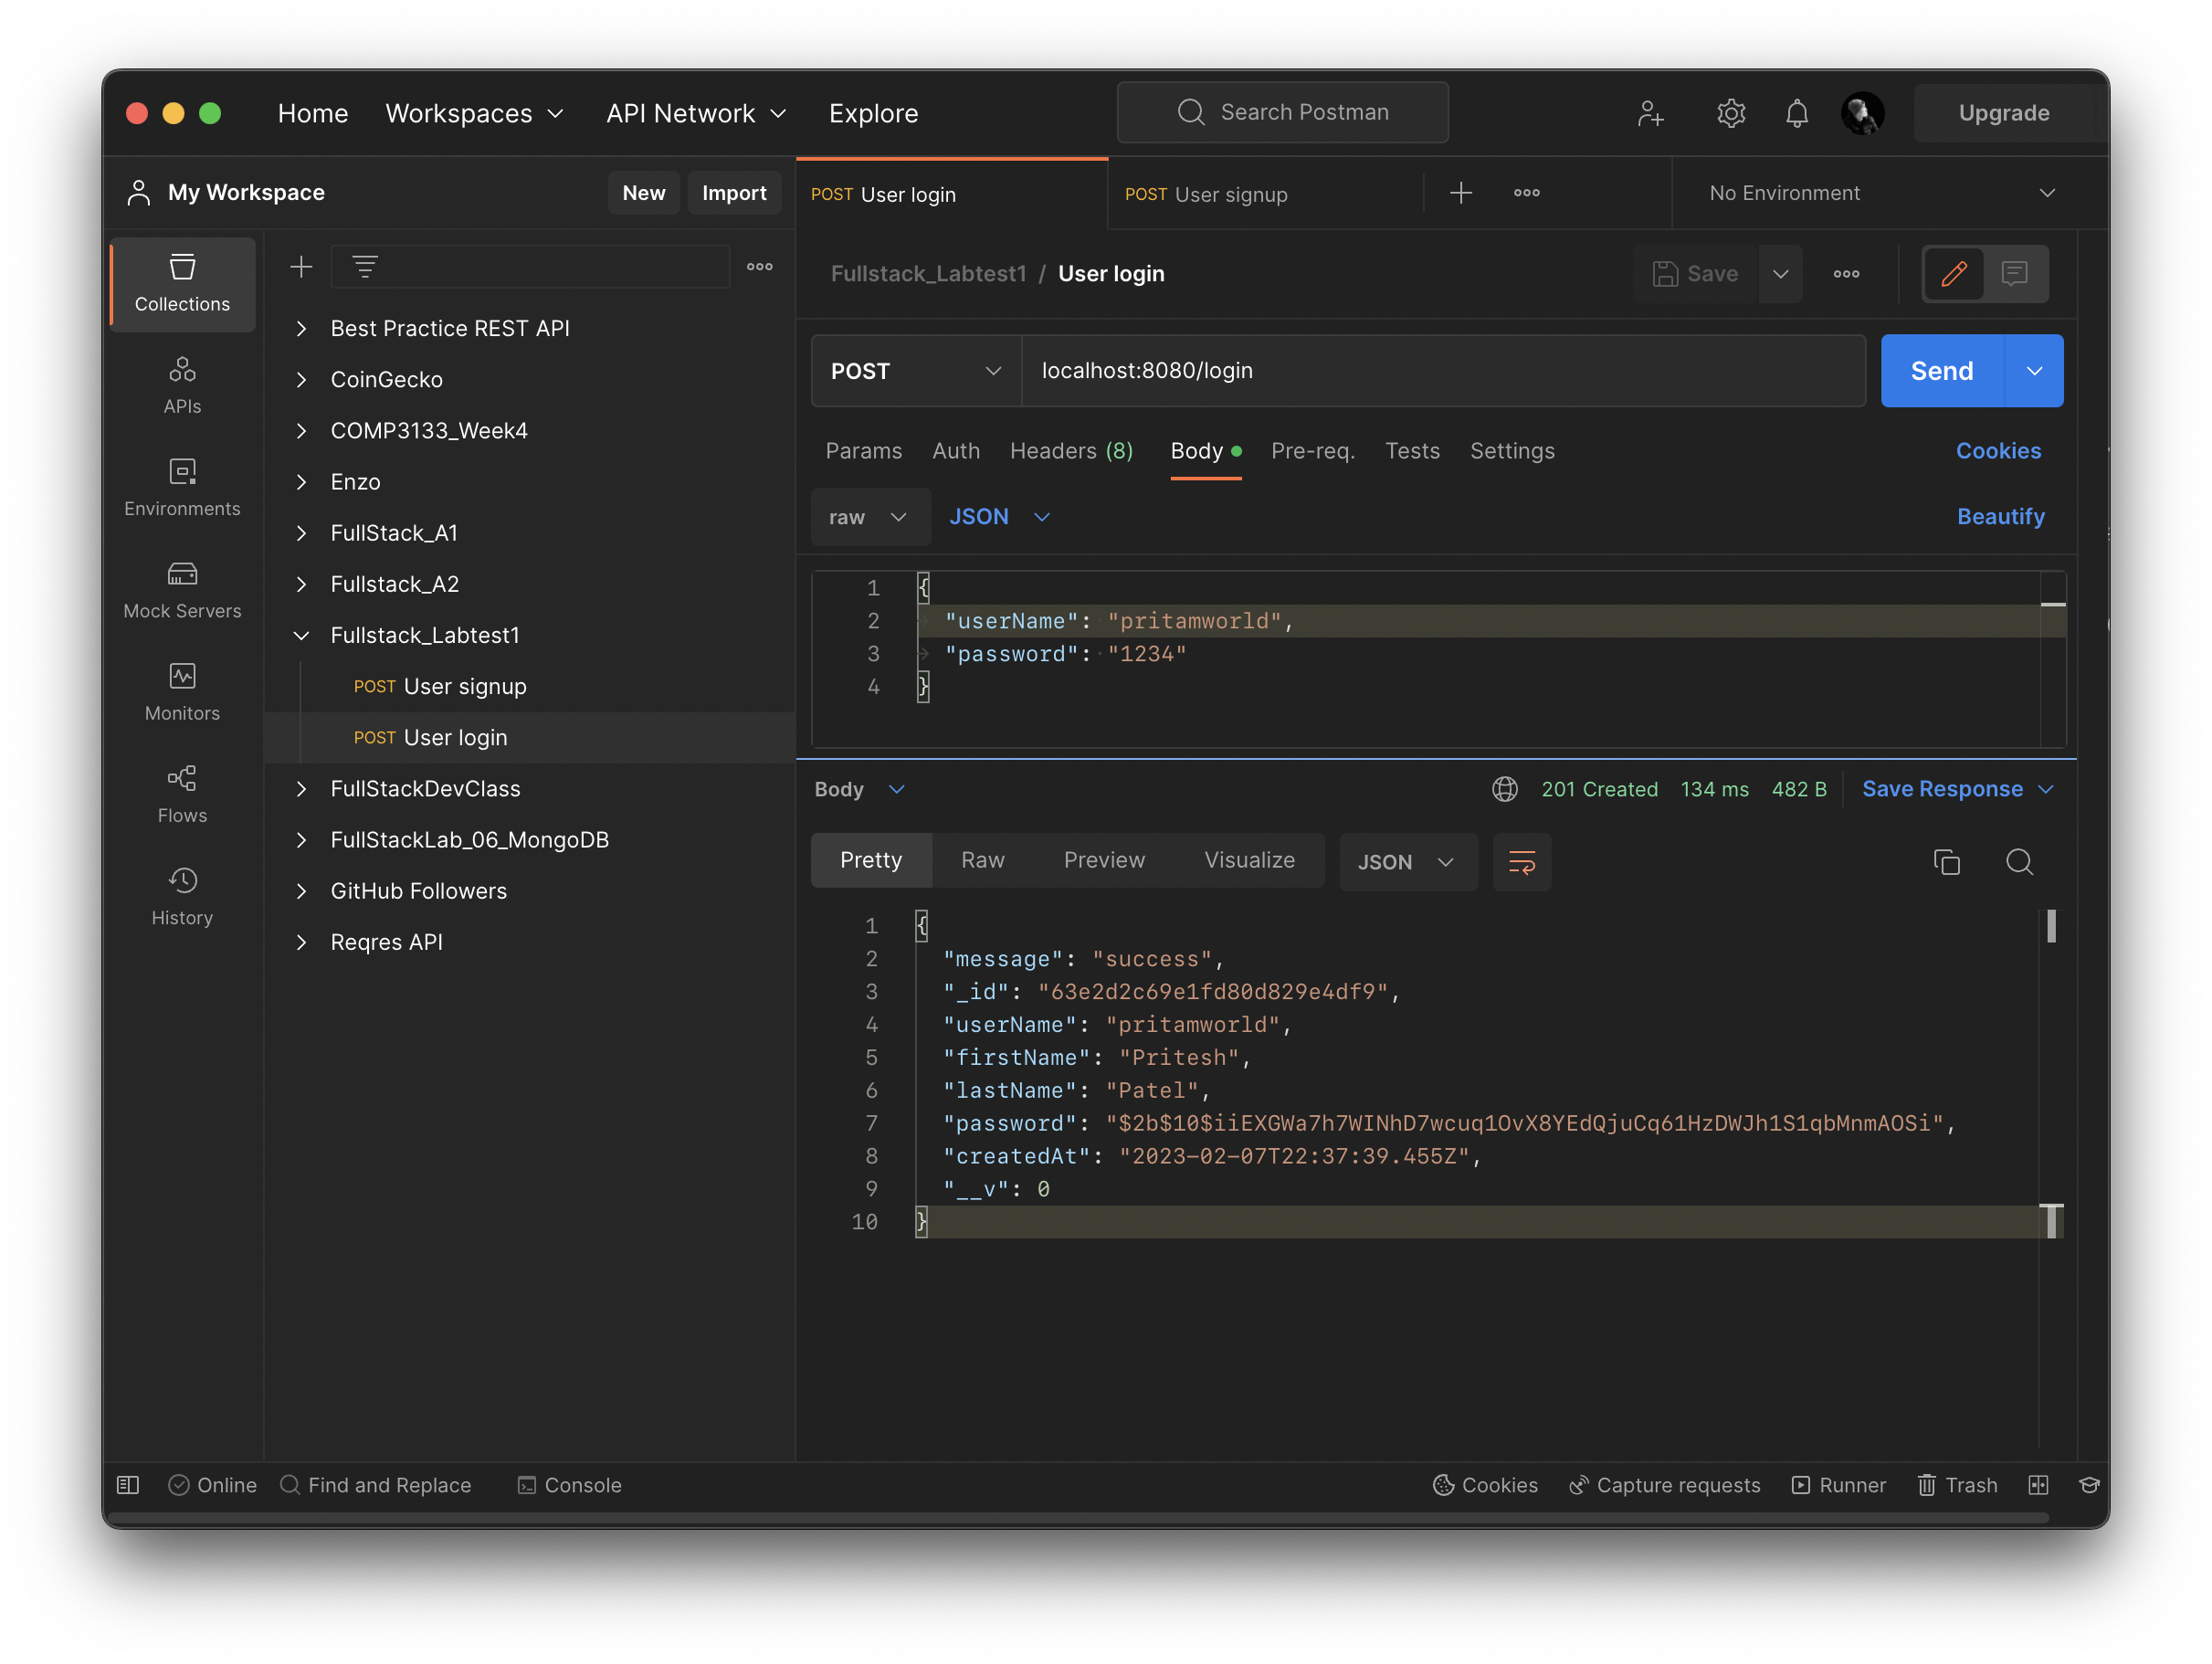 Home Workspaces API Network Explore Search Postman Upgrade
My Workspace New Import
POST User login POST User signup No Environment
Collections
APIs
Environments
Mock Servers
Monitors
Flows
History
Best Practice REST API
CoinGecko
COMP3133_Week4
Enzo
FullStack_A1
Fullstack_A2
Fullstack_Labtest1
POST User signup
POST User login
FullStackDevClass
FullStackLab_06_MongoDB
GitHub Followers
Reqres API
Fullstack_Labtest1 / User login Save
POST localhost:8080/login Send
Params Auth Headers (8) Body Pre-req. Tests Settings Cookies
raw JSON Beautify
1 {
2 "userName": "pritamworld",
3 "password": "1234"
4 }
Body 201 Created 134 ms 482 B Save Response
Pretty Raw Preview Visualize JSON
1 {
2 "message": "success",
3 "_id": "63e2d2c69e1fd80d829e4df9",
4 "userName": "pritamworld",
5 "firstName": "Pritesh",
6 "lastName": "Patel",
7 "password": "$2b$10$iiEXGWa7h7WINhD7wcuq1OvX8YEdQjuCq61HzDWJh1S1qbMnmAOSi",
8 "createdAt": "2023-02-07T22:37:39.455Z",
9 "__v": 0
10 }
Online Find and Replace Console Cookies Capture requests Runner Trash